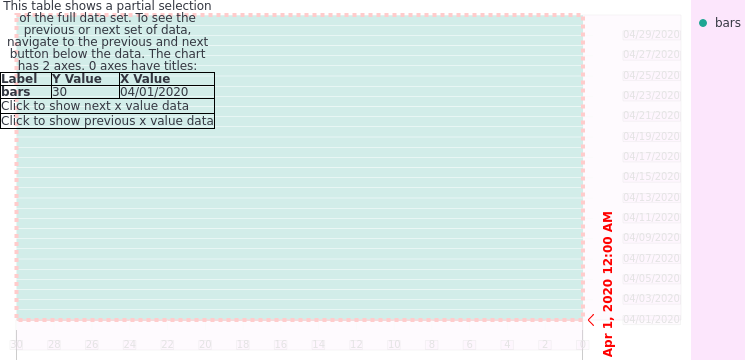 This table shows a partial selection
of the full data set. To see the
previous or next set of data,
navigate to the previous and next
button below the data. The chart
has 2 axes. 0 axes have titles:
Label Y Value X Value
bars 30 04/01/2020
Click to show next x value data
Click to show previous x value data
bars
04/29/2020
04/27/2020
04/25/2020
04/23/2020
04/21/2020
04/19/2020
04/17/2020
04/15/2020
04/13/2020
04/11/2020
04/09/2020
04/07/2020
04/05/2020
04/03/2020
04/01/2020
Apr 1, 2020 12:00 AM
30 28 26 24 22 20 18 16 14 12 10 8 6 4 2 0